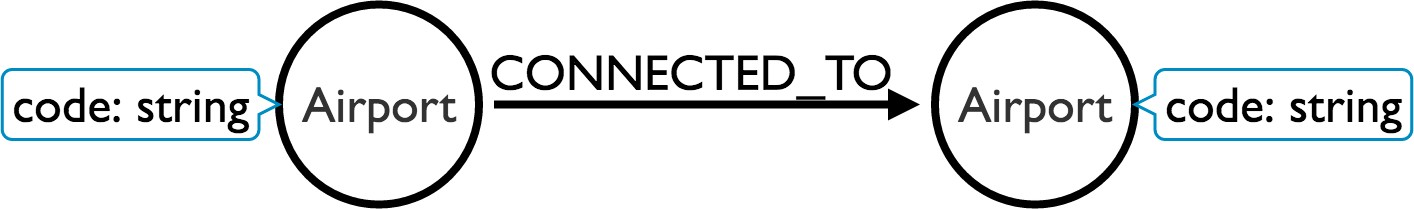 CONNECTED_TO
code: string
Airport
Airport
code: string